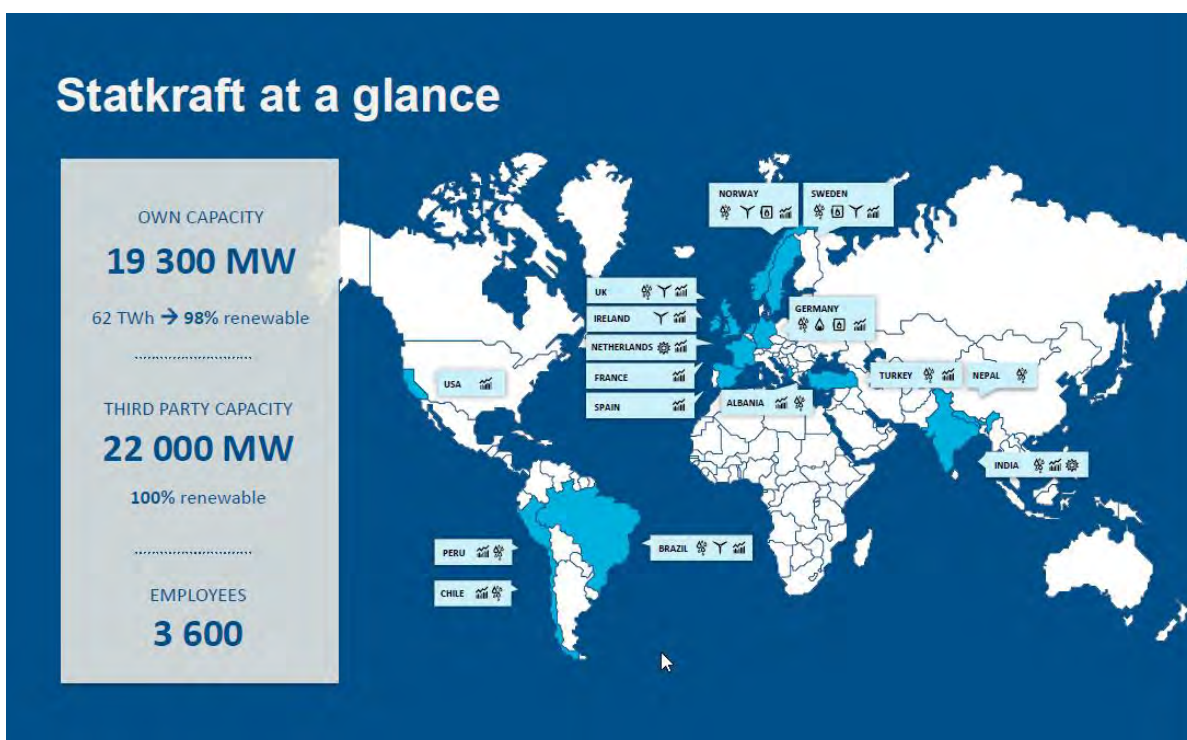 Statkraft at a glance
OWN CAPACITY
19 300 MW
62 TWh → 98% renewable
THIRD PARTY CAPACITY
22 000 MW
100% renewable
EMPLOYEES
3 600
NORWAY
SWEDEN
UK
IRELAND
NETHERLANDS
FRANCE
SPAIN
GERMANY
USA
ALBANIA
TURKEY
NEPAL
INDIA
PERU
BRAZIL
CHILE